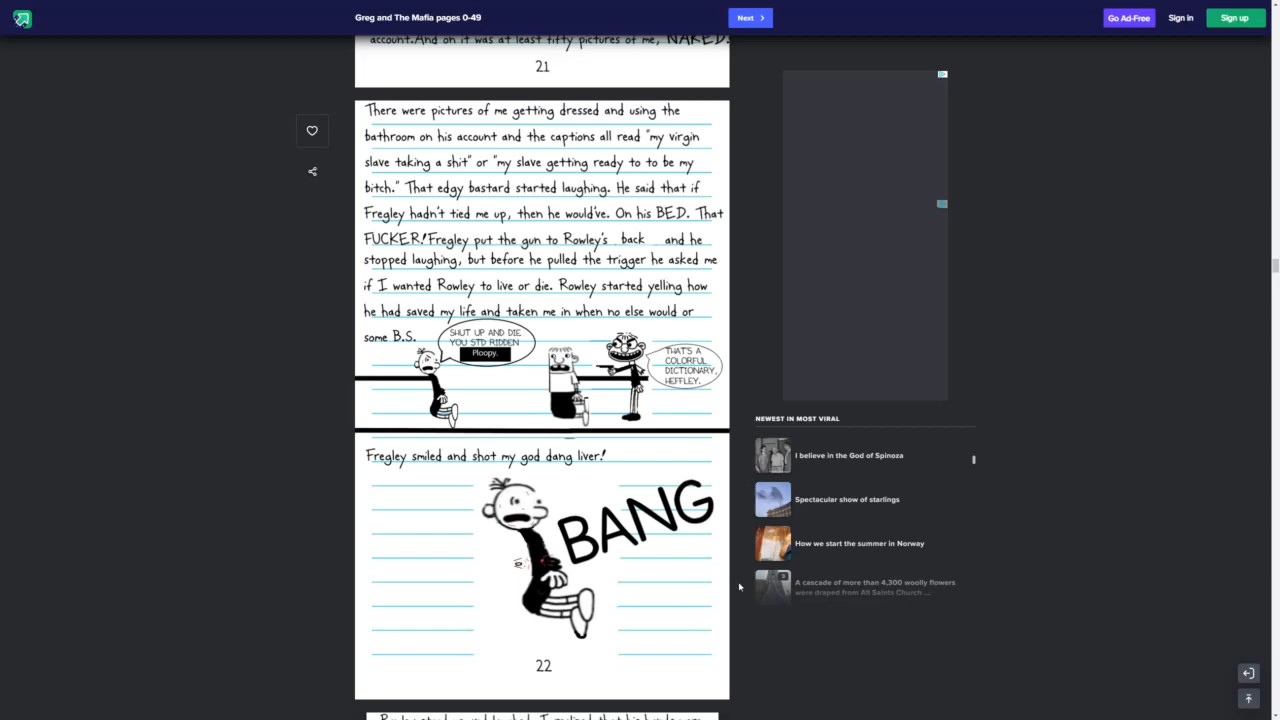 Greg and The Mafia pages 0-49
Next
Go Ad-Free
Sign in
Sign up
account.And on it was at least fifty pictures of me, NAKED.
21
There were pictures of me getting dressed and using the
bathroom on his account and the captions all read "my virgin
slave taking a shit" or "my slave getting ready to to be my
bitch." That edgy bastard started laughing. He said that if
Fregley hadn't tied me up, then he would've. On his BED. That
FUCKER! Fregley put the gun to Rowley's back and he
stopped laughing, but before he pulled the trigger he asked me
if I wanted Rowley to live or die. Rowley started yelling how
he had saved my life and taken me in when no else would or
some B.S.
SHUT UP AND DIE
YOU STD RIDDEN
Ploopy.
THAT'S A
COLORFUL
DICTIONARY,
HEFFLEY.
Fregley smiled and shot my god dang liver!
BANG
22
NEWEST IN MOST VIRAL
I believe in the God of Spinoza
Spectacular show of starlings
How we start the summer in Norway
A cascade of more than 4,300 woolly flowers
were draped from All Saints Church ...